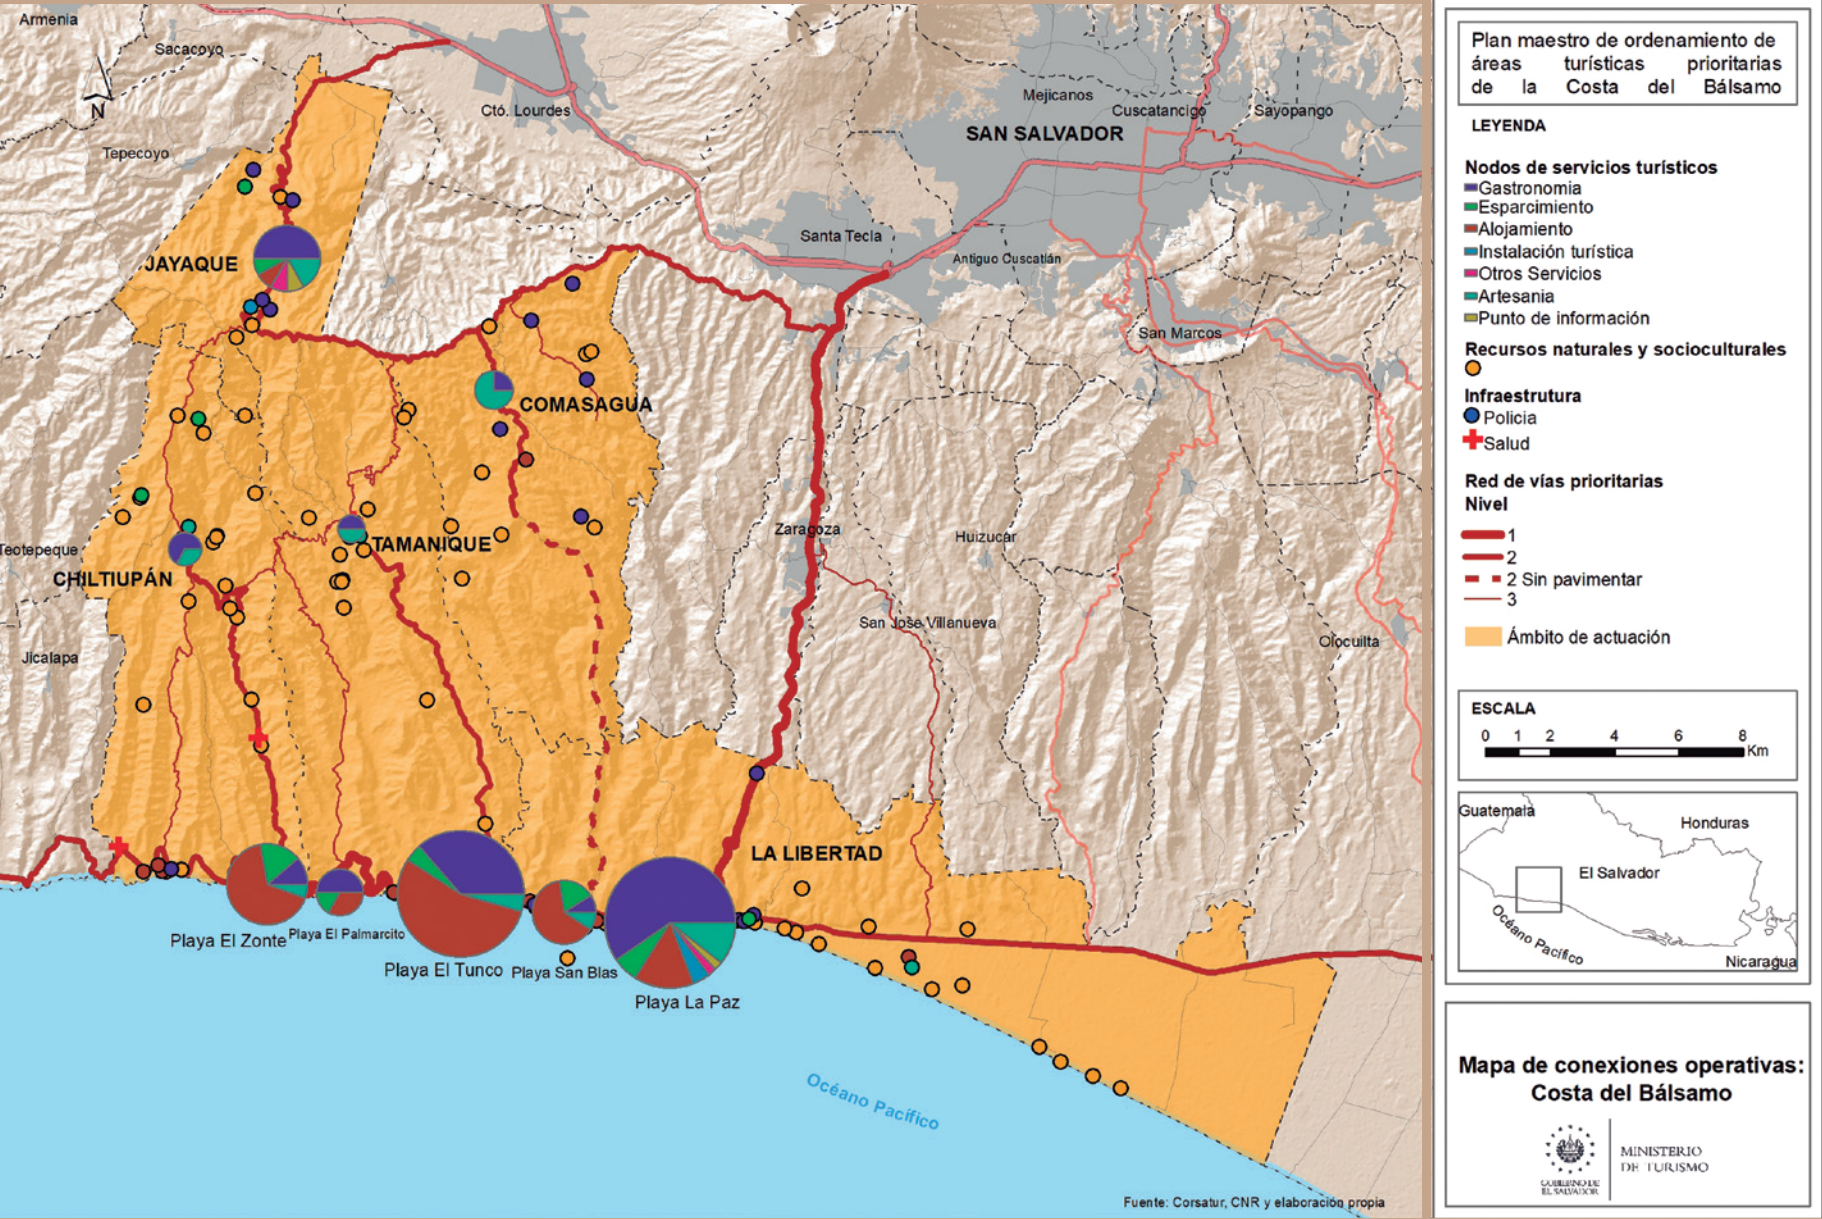 Armenia
Sacacoyo
N
Tepecoyo
Ctó. Lourdes
Mejicanos
Cuscatancigo
Sayopango
SAN SALVADOR
Santa Tecla
Antiguo Cuscatlán
JAYAQUE
San Marcos
COMASAGUA
Zaragoza
Huizucar
Teotepeque
TAMANIQUE
CHILTIUPÁN
San Jose Villanueva
Olocuilta
Jicalapa
LA LIBERTAD
Playa El Zonte
Playa El Palmarcito
Playa El Tunco
Playa San Blas
Playa La Paz
Océano Pacífico
Fuente: Corsatur, CNR y elaboración propia
Plan maestro de ordenamiento de
áreas turísticas prioritarias
de la Costa del Bálsamo
LEYENDA
Nodos de servicios turísticos
Gastronomia
Esparcimiento
Alojamiento
Instalación turística
Otros Servicios
Artesania
Punto de información
Recursos naturales y socioculturales
Infraestrutura
Policia
Salud
Red de vías prioritarias
Nivel
1
2
2 Sin pavimentar
3
Ámbito de actuación
ESCALA
0 1 2 4 6 8
Km
Guatemala
Honduras
El Salvador
Océano Pacífico
Nicaragua
Mapa de conexiones operativas:
Costa del Bálsamo
MINISTERIO
DE TURISMO
GOBIERNO DE
EL SALVADOR